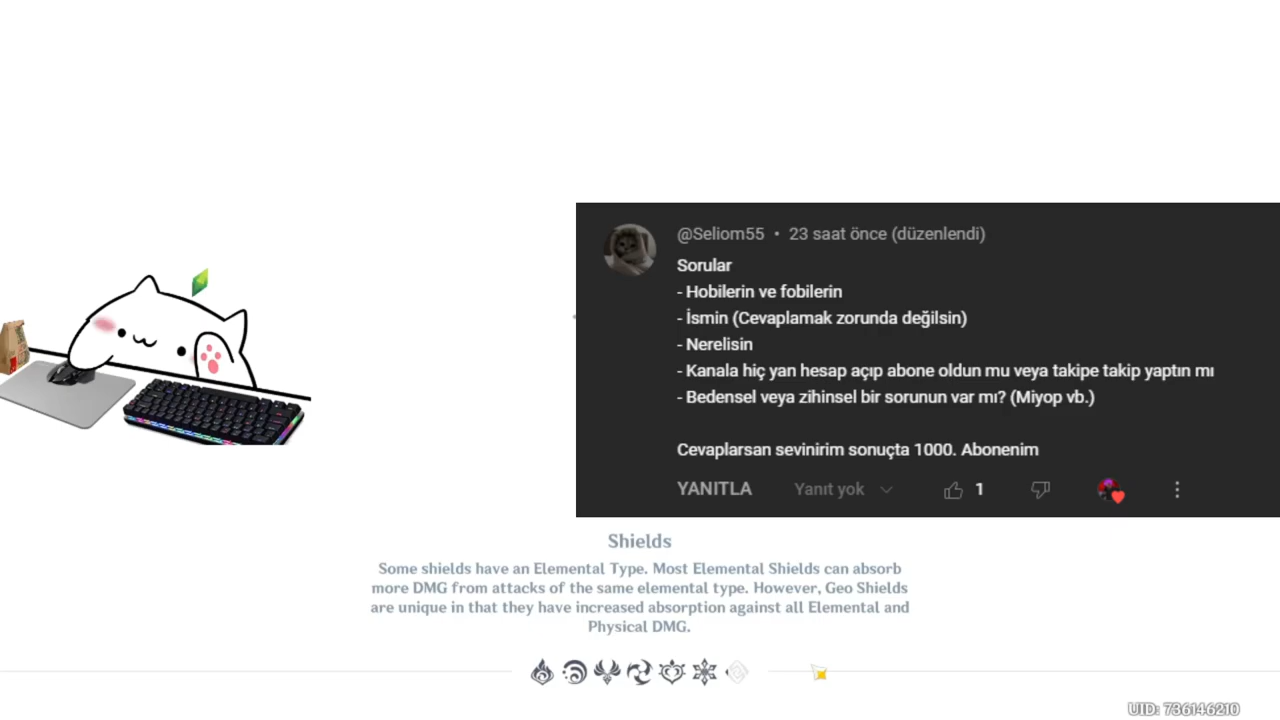 @Seliom55 • 23 saat önce (düzenlendi)
Sorular
- Hobilerin ve fobilerin
- İsmin (Cevaplamak zorunda değilsin)
- Nerelisin
- Kanala hiç yan hesap açıp abone oldun mu veya takipe takip yaptın mı
- Bedensel veya zihinsel bir sorunun var mı? (Miyop vb.)
Cevaplarsan sevinirim sonuçta 1000. Abonenim
YANITLA Yanıt yok 1
Shields
Some shields have an Elemental Type. Most Elemental Shields can absorb
more DMG from attacks of the same elemental type. However, Geo Shields
are unique in that they have increased absorption against all Elemental and
Physical DMG.
UID: 736146210